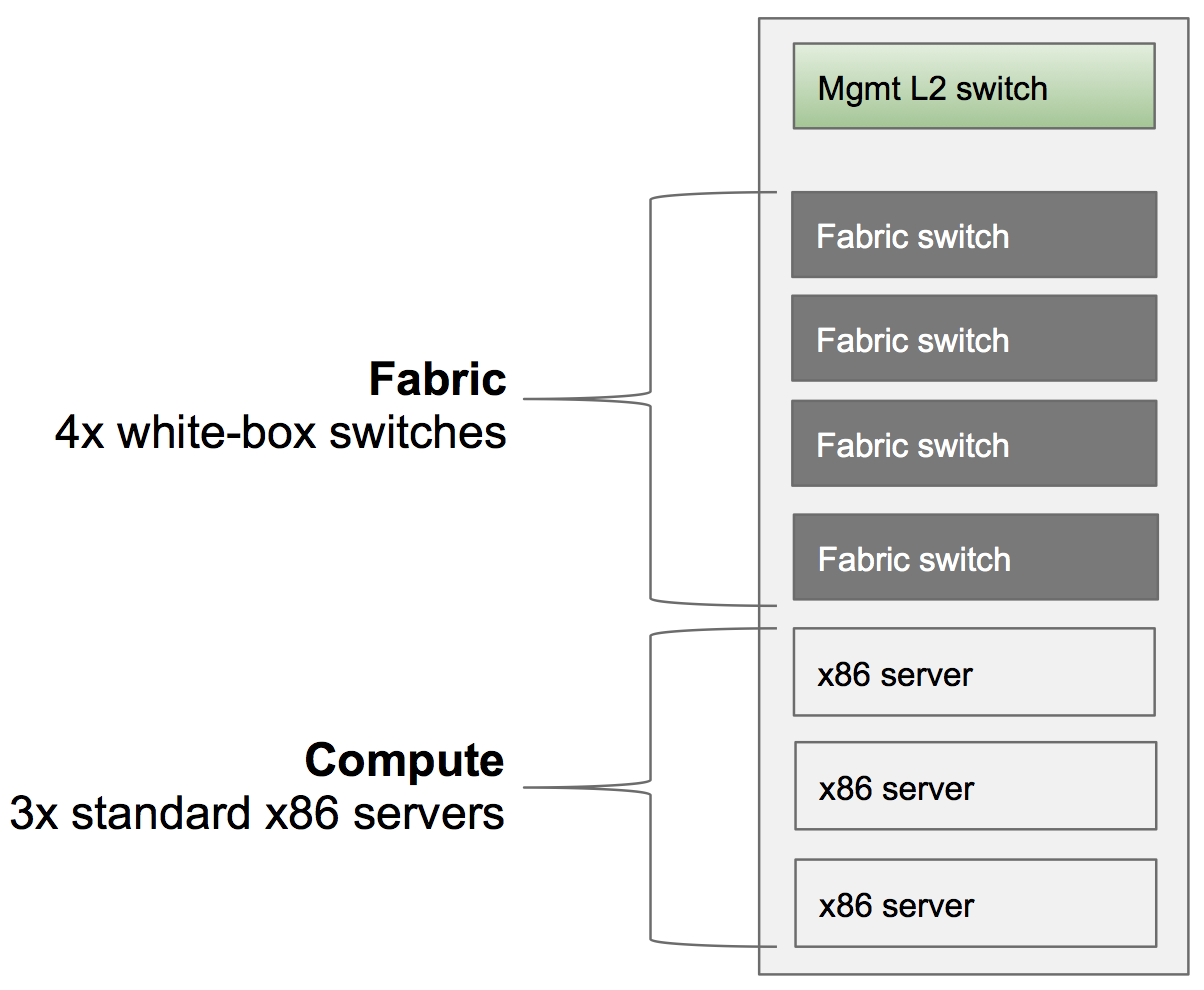 Mgmt L2 switch
Fabric switch
Fabric switch
Fabric
4x white-box switches
Fabric switch
Fabric switch
x86 server
Compute
3x standard x86 servers
x86 server
x86 server